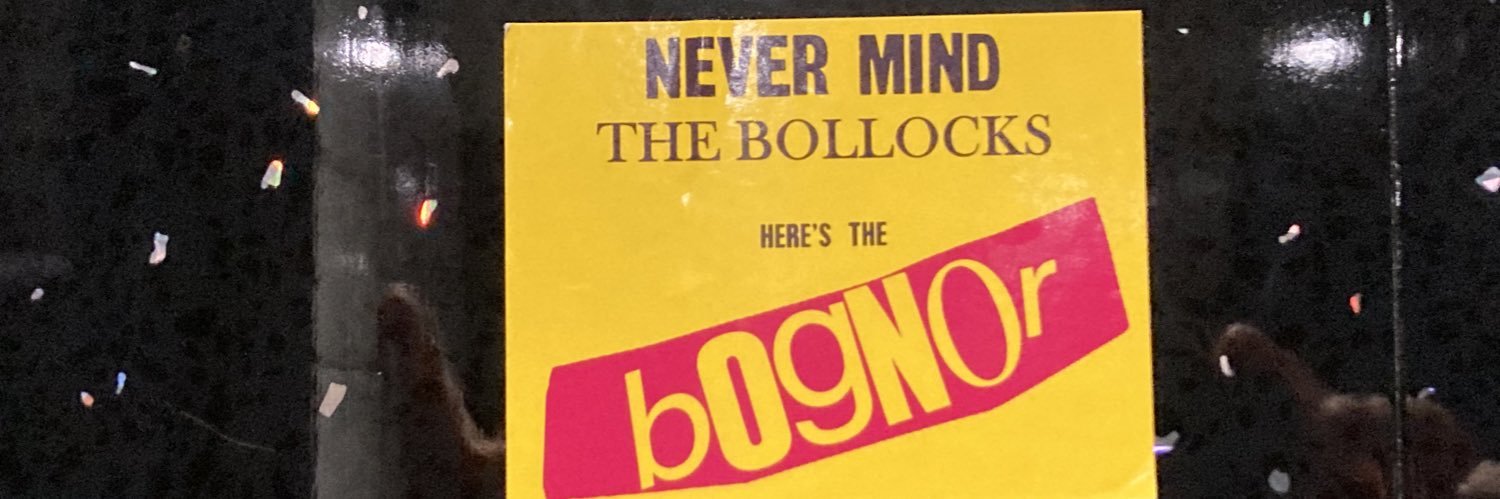 NEVER MIND
THE BOLLOCKS
HERE'S THE
bOgNOr